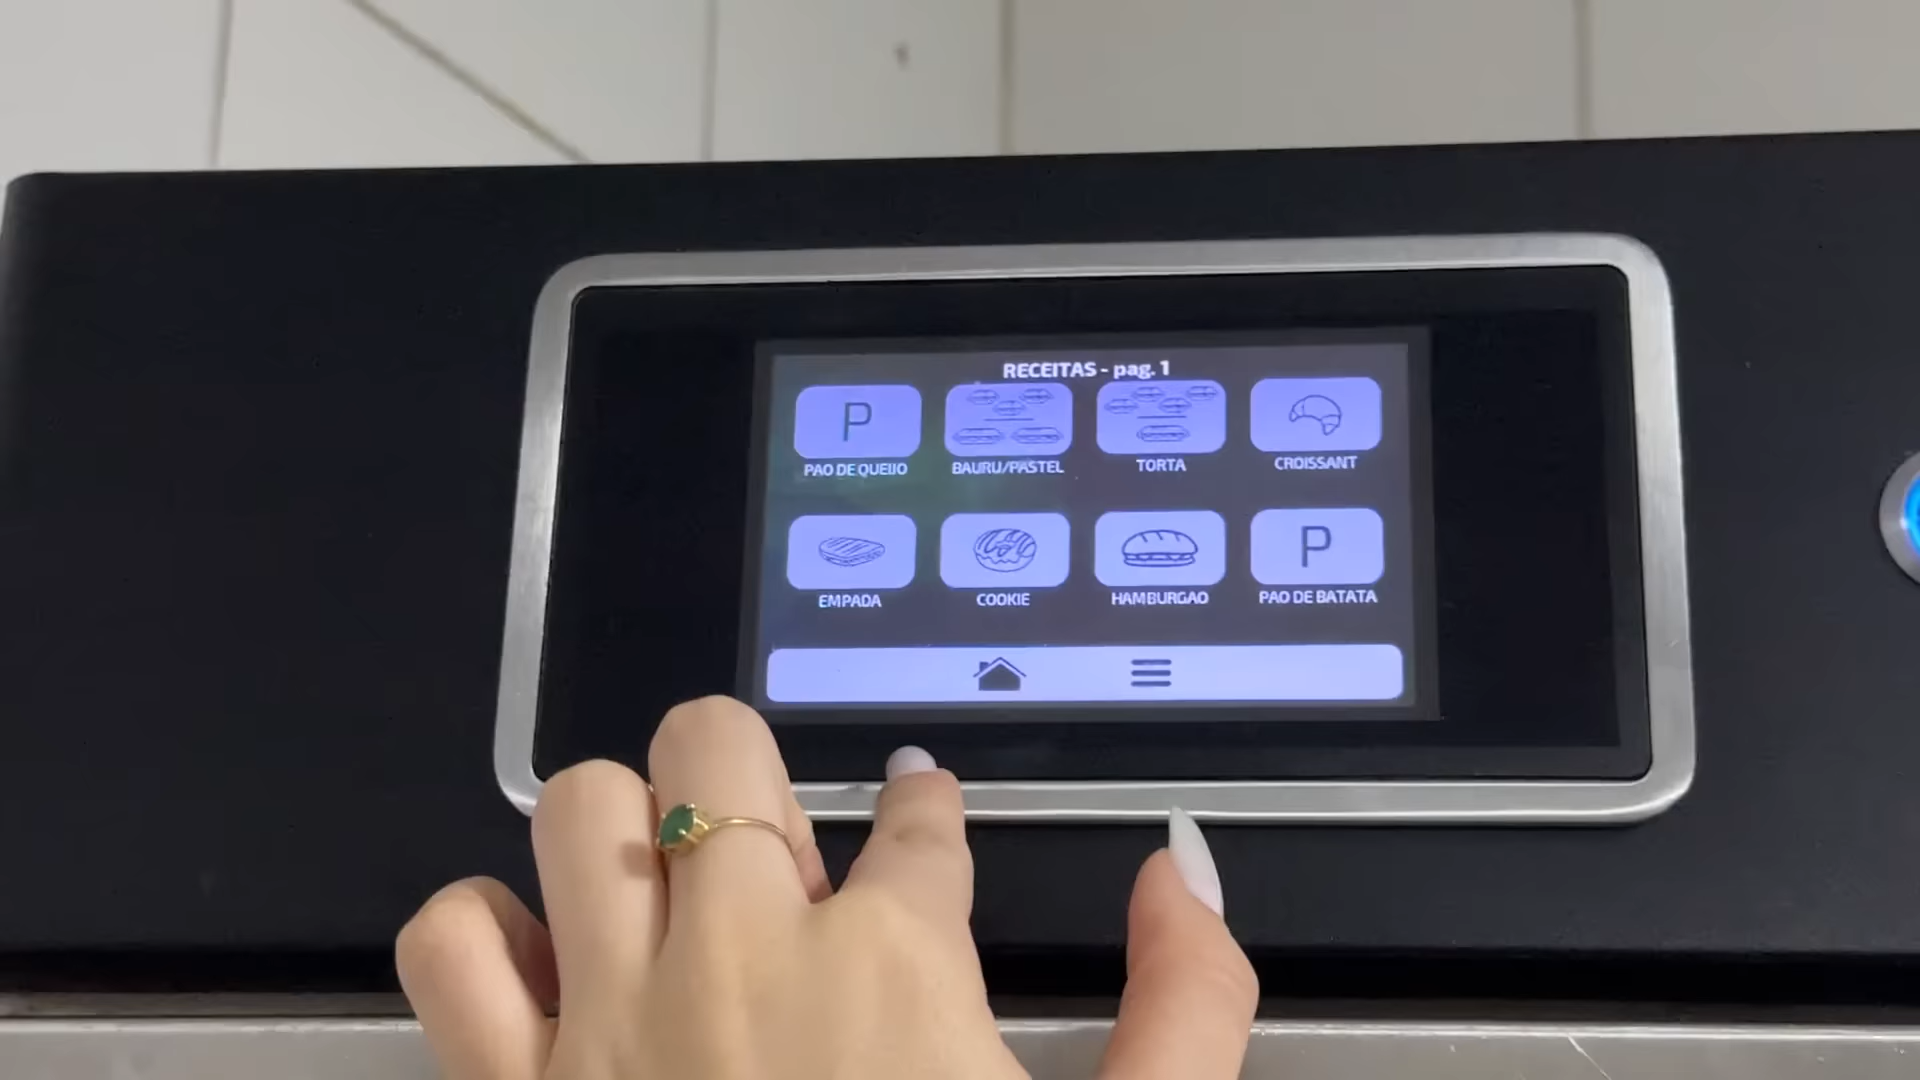 RECEITAS - pag. 1
P
PAO DE QUEIJO
BAURU/PASTEL
TORTA
CROISSANT
EMPADA
COOKIE
HAMBURGAO
P
PAO DE BATATA